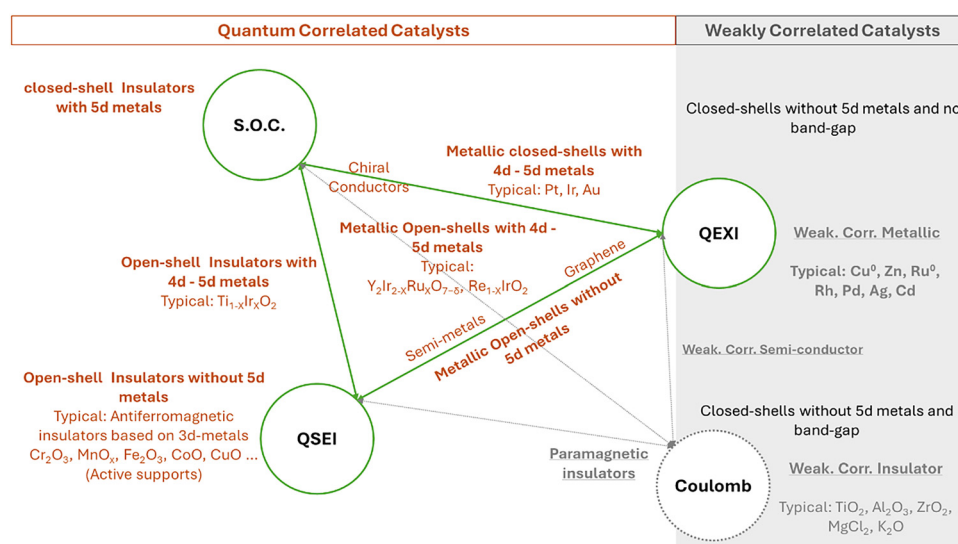 Quantum Correlated Catalysts
Weakly Correlated Catalysts
closed-shell Insulators
with 5d metals
S.O.C.
Closed-shells without 5d metals and no
band-gap
Metallic closed-shells with
4d - 5d metals
Typical: Pt, Ir, Au
Chiral
Conductors
QEXI
Weak. Corr. Metallic
Typical: Cu⁰, Zn, Ru⁰,
Rh, Pd, Ag, Cd
Metallic Open-shells with 4d -
5d metals
Typical:
Y₂Ir₂₋ₓRuₓO₇₋δ, Re₁₋ₓIrO₂
Open-shell Insulators with
4d - 5d metals
Typical: Ti₁₋ₓIrₓO₂
Graphene
Semi-metals
Metallic Open-shells without
5d metals
Weak. Corr. Semi-conductor
Open-shell Insulators without 5d
metals
Typical: Antiferromagnetic
insulators based on 3d-metals
Cr₂O₃, MnOₓ, Fe₂O₃, CoO, CuO ...
(Active supports)
QSEI
Closed-shells without 5d metals and
band-gap
Paramagnetic
insulators
Coulomb
Weak. Corr. Insulator
Typical: TiO₂, Al₂O₃, ZrO₂,
MgCl₂, K₂O